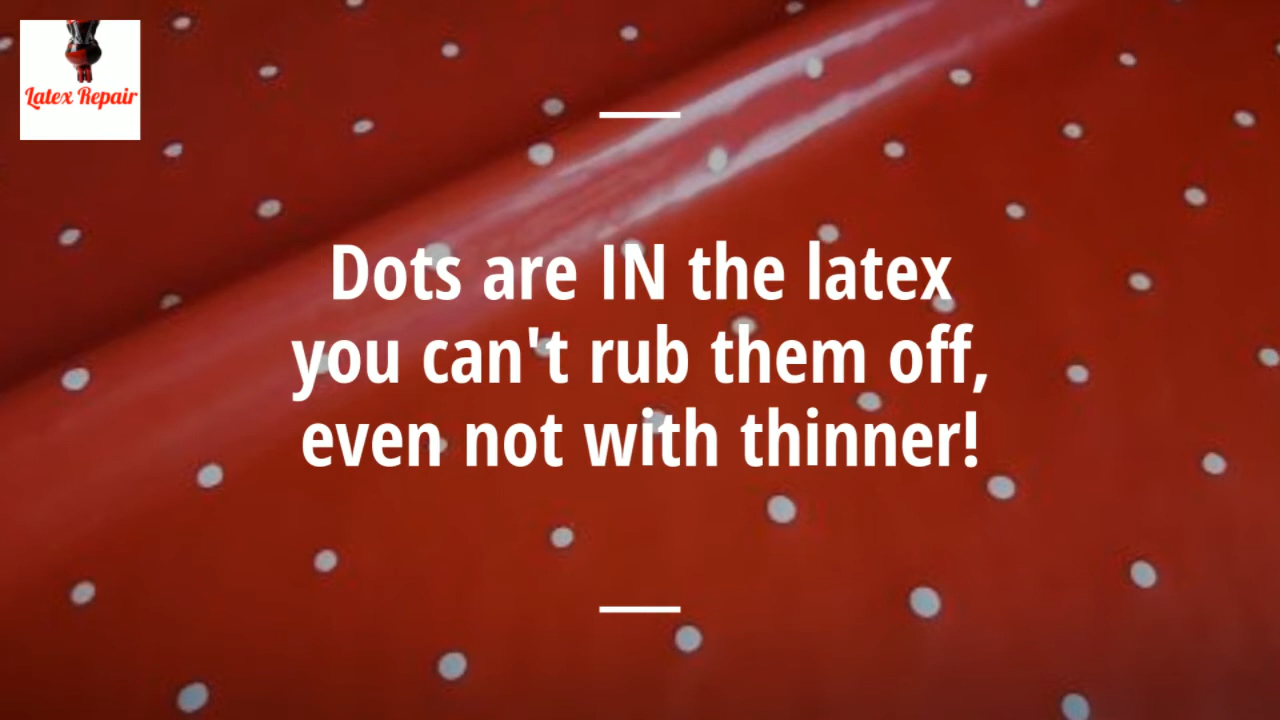 Latex Repair
Dots are IN the latex
you can't rub them off,
even not with thinner!